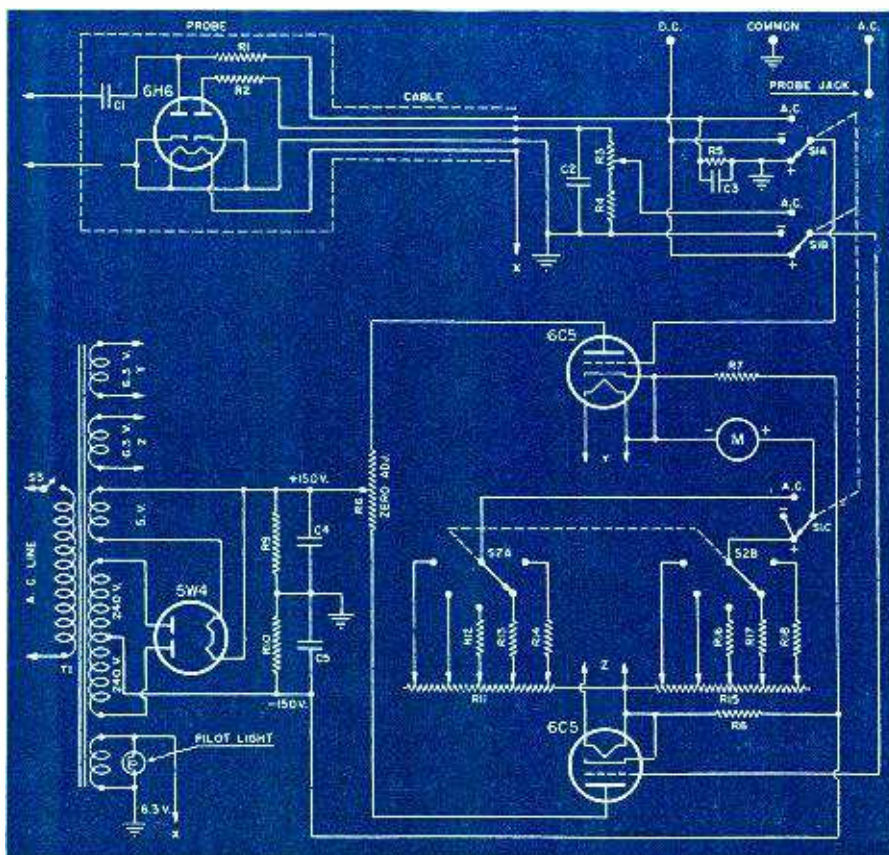 PROBE
D.C.
COMMON
A.C.
R1
6H6
R2
C1
CABLE
PROBE JACK
A.C.
S1A
R5
C3
R3
C2
R4
A.C.
S1B
X
+
-
+
6C5
R7
6.3 V. Y
6.3 V. Z
- M +
Y
S3
+150V.
R6
ZERO ADJ.
A.C.
5 V.
S1C
+
A.C. LINE
R9
C4
S2A
S2B
5W4
240 V.
240 V.
R10
C5
R12
R13
R14
R16
R17
R18
Z
T1
R11
R15
-150V.
6C5
R6
PILOT LIGHT
6.3 V.
X